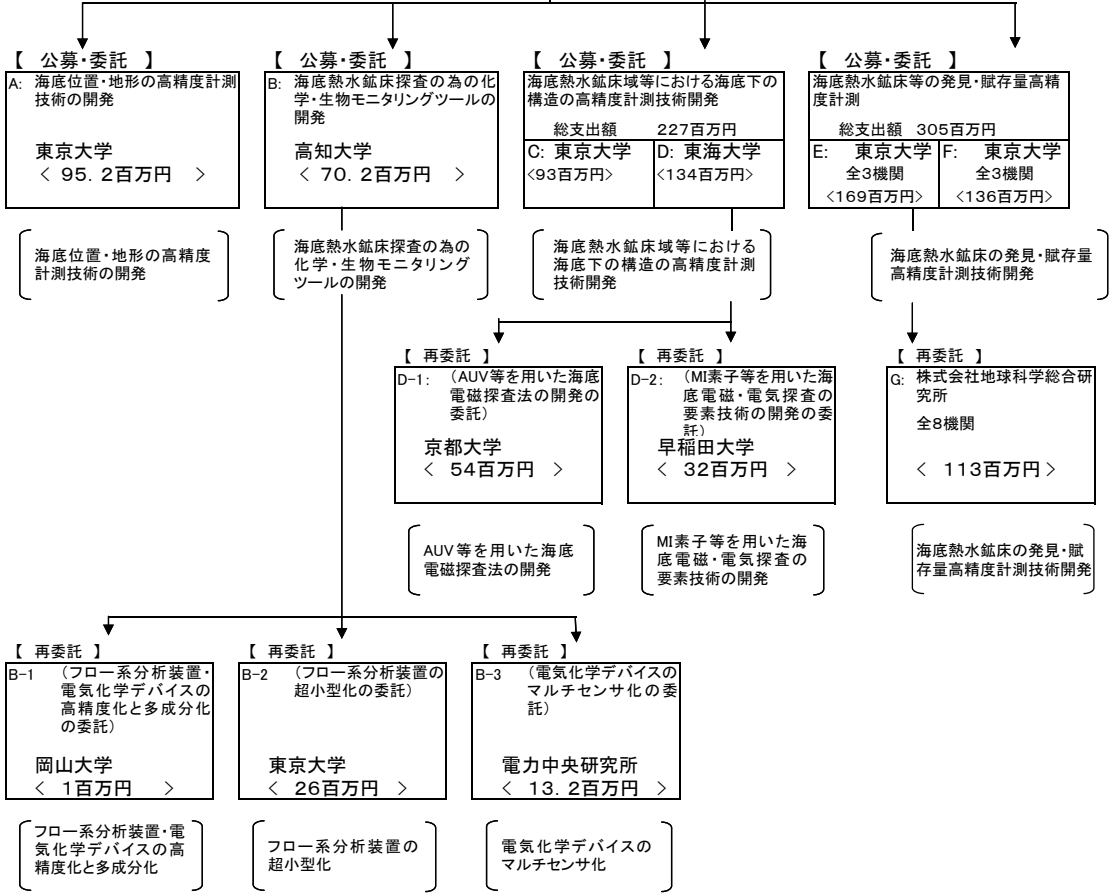 【　公募・委託　】
A: 海底位置・地形の高精度計測
技術の開発
東京大学
＜ 95．2百万円　＞
【　公募・委託　】
B: 海底熱水鉱床探査の為の化
学・生物モニタリングツールの
開発
高知大学
＜ 70．2百万円　＞
【　公募・委託　】
海底熱水鉱床域等における海底下の
構造の高精度計測技術開発
総支出額　　227百万円
C: 東京大学
<93百万円>
D: 東海大学
<134百万円>
【　公募・委託　】
海底熱水鉱床等の発見・賦存量高精
度計測
総支出額　305百万円
E:　東京大学
全3機関
<169百万円>
F:　東京大学
全3機関
<136百万円>
海底位置・地形の高精度
計測技術の開発
海底熱水鉱床探査の為の
化学・生物モニタリング
ツールの開発
海底熱水鉱床域等における
海底下の構造の高精度計測
技術開発
海底熱水鉱床の発見・賦存量
高精度計測技術開発
【 再委託 】
D-1: （AUV等を用いた海底
電磁探査法の開発の
委託）
京都大学
＜ 54百万円　＞
【 再委託 】
D-2: （MI素子等を用いた海
底電磁・電気探査の
要素技術の開発の委
託）
早稲田大学
＜ 32百万円　＞
【 再委託 】
G: 株式会社地球科学総合研
究所
全8機関
＜ 113百万円＞
AUV等を用いた海底
電磁探査法の開発
MI素子等を用いた海
底電磁・電気探査の
要素技術の開発
海底熱水鉱床の発見・賦
存量高精度計測技術開発
【 再委託 】
B-1　（フロー系分析装置・
電気化学デバイスの
高精度化と多成分化
の委託）
岡山大学
＜ 1百万円　＞
【 再委託 】
B-2　（フロー系分析装置の
超小型化の委託）
東京大学
＜ 26百万円 ＞
【 再委託 】
B-3　（電気化学デバイスの
マルチセンサ化の委
託）
電力中央研究所
＜ 13．2百万円　＞
フロー系分析装置・電
気化学デバイスの高
精度化と多成分化
フロー系分析装置の
超小型化
電気化学デバイスの
マルチセンサ化